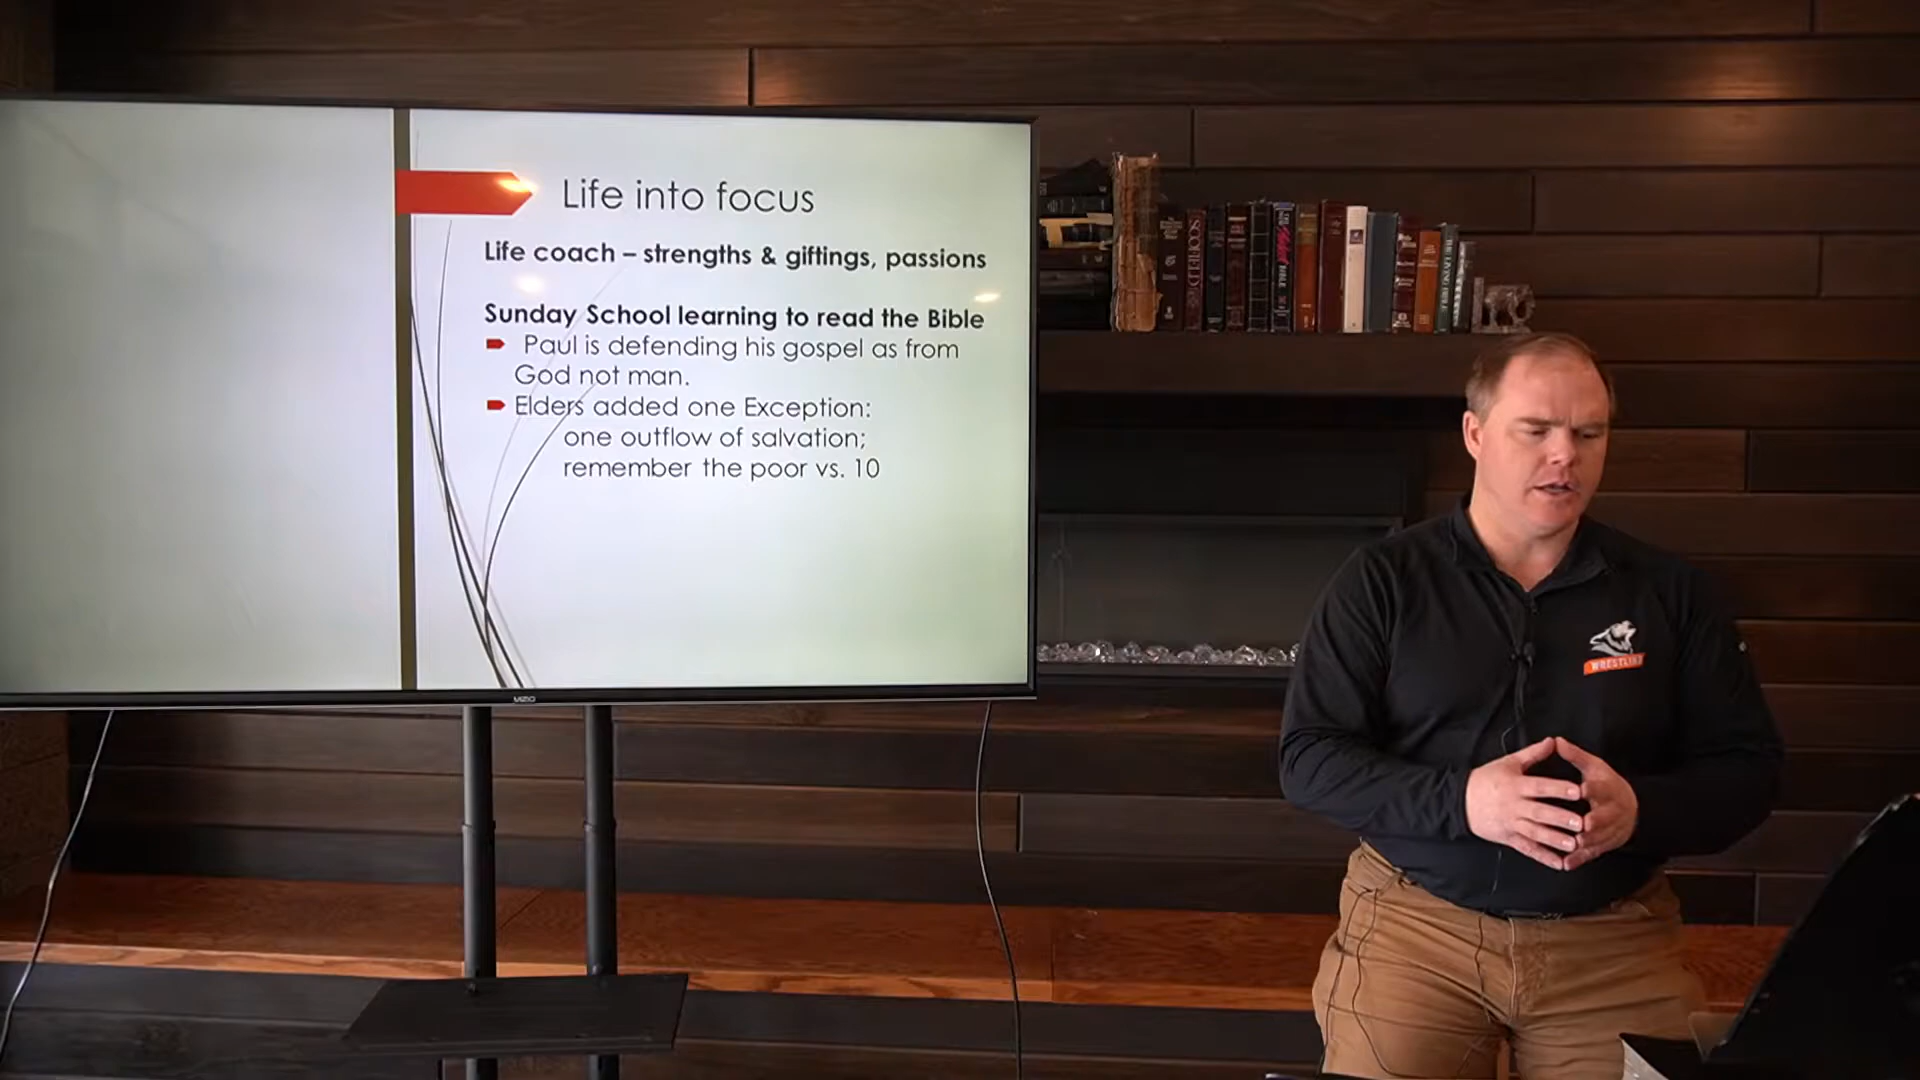 Life into focus
Life coach – strengths & giftings, passions
Sunday School learning to read the Bible
Paul is defending his gospel as from
God not man.
Elders added one Exception:
one outflow of salvation;
remember the poor vs. 10
VIZIO
WRESTLING